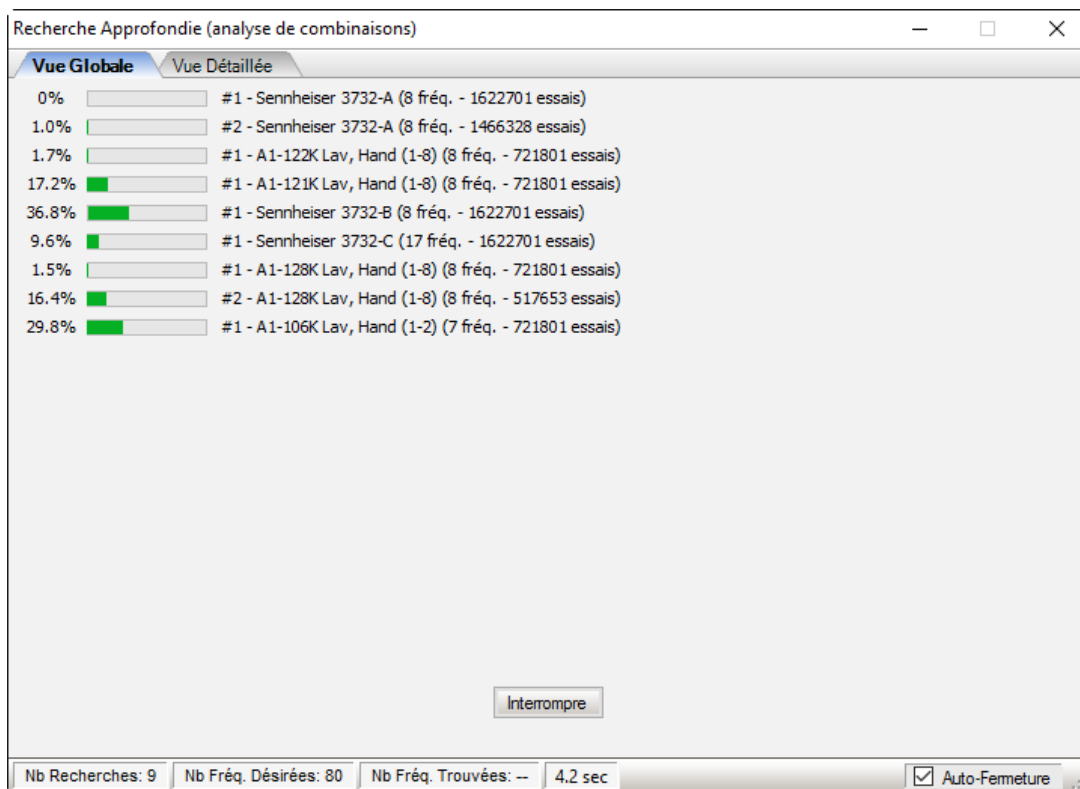 Recherche Approfondie (analyse de combinaisons)
Vue Globale Vue Détaillée
0% #1 - Sennheiser 3732-A (8 fréq. - 1622701 essais)
1.0% #2 - Sennheiser 3732-A (8 fréq. - 1466328 essais)
1.7% #1 - A1-122K Lav, Hand (1-8) (8 fréq. - 721801 essais)
17.2% #1 - A1-121K Lav, Hand (1-8) (8 fréq. - 721801 essais)
36.8% #1 - Sennheiser 3732-B (8 fréq. - 1622701 essais)
9.6% #1 - Sennheiser 3732-C (17 fréq. - 1622701 essais)
1.5% #1 - A1-128K Lav, Hand (1-8) (8 fréq. - 721801 essais)
16.4% #2 - A1-128K Lav, Hand (1-8) (8 fréq. - 517653 essais)
29.8% #1 - A1-106K Lav, Hand (1-2) (7 fréq. - 721801 essais)
Interrompre
Nb Recherches: 9 Nb Fréq. Désirées: 80 Nb Fréq. Trouvées: -- 4.2 sec Auto-Fermeture